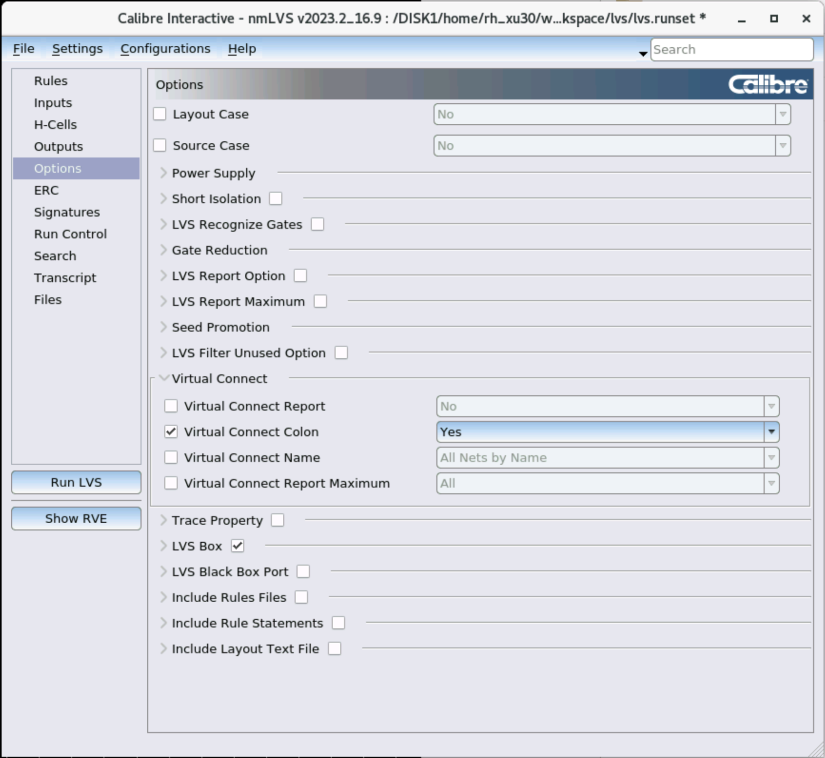 Calibre Interactive - nmLVS v2023.2_16.9 : /DISK1/home/rh_xu30/w...kspace/lvs/lvs.runset *
File Settings Configurations Help Search
Rules
Inputs
H-Cells
Outputs
Options
ERC
Signatures
Run Control
Search
Transcript
Files
Run LVS
Show RVE
Options Calibre
Layout Case No
Source Case No
Power Supply
Short Isolation
LVS Recognize Gates
Gate Reduction
LVS Report Option
LVS Report Maximum
Seed Promotion
LVS Filter Unused Option
Virtual Connect
Virtual Connect Report No
Virtual Connect Colon Yes
Virtual Connect Name All Nets by Name
Virtual Connect Report Maximum All
Trace Property
LVS Box
LVS Black Box Port
Include Rules Files
Include Rule Statements
Include Layout Text File